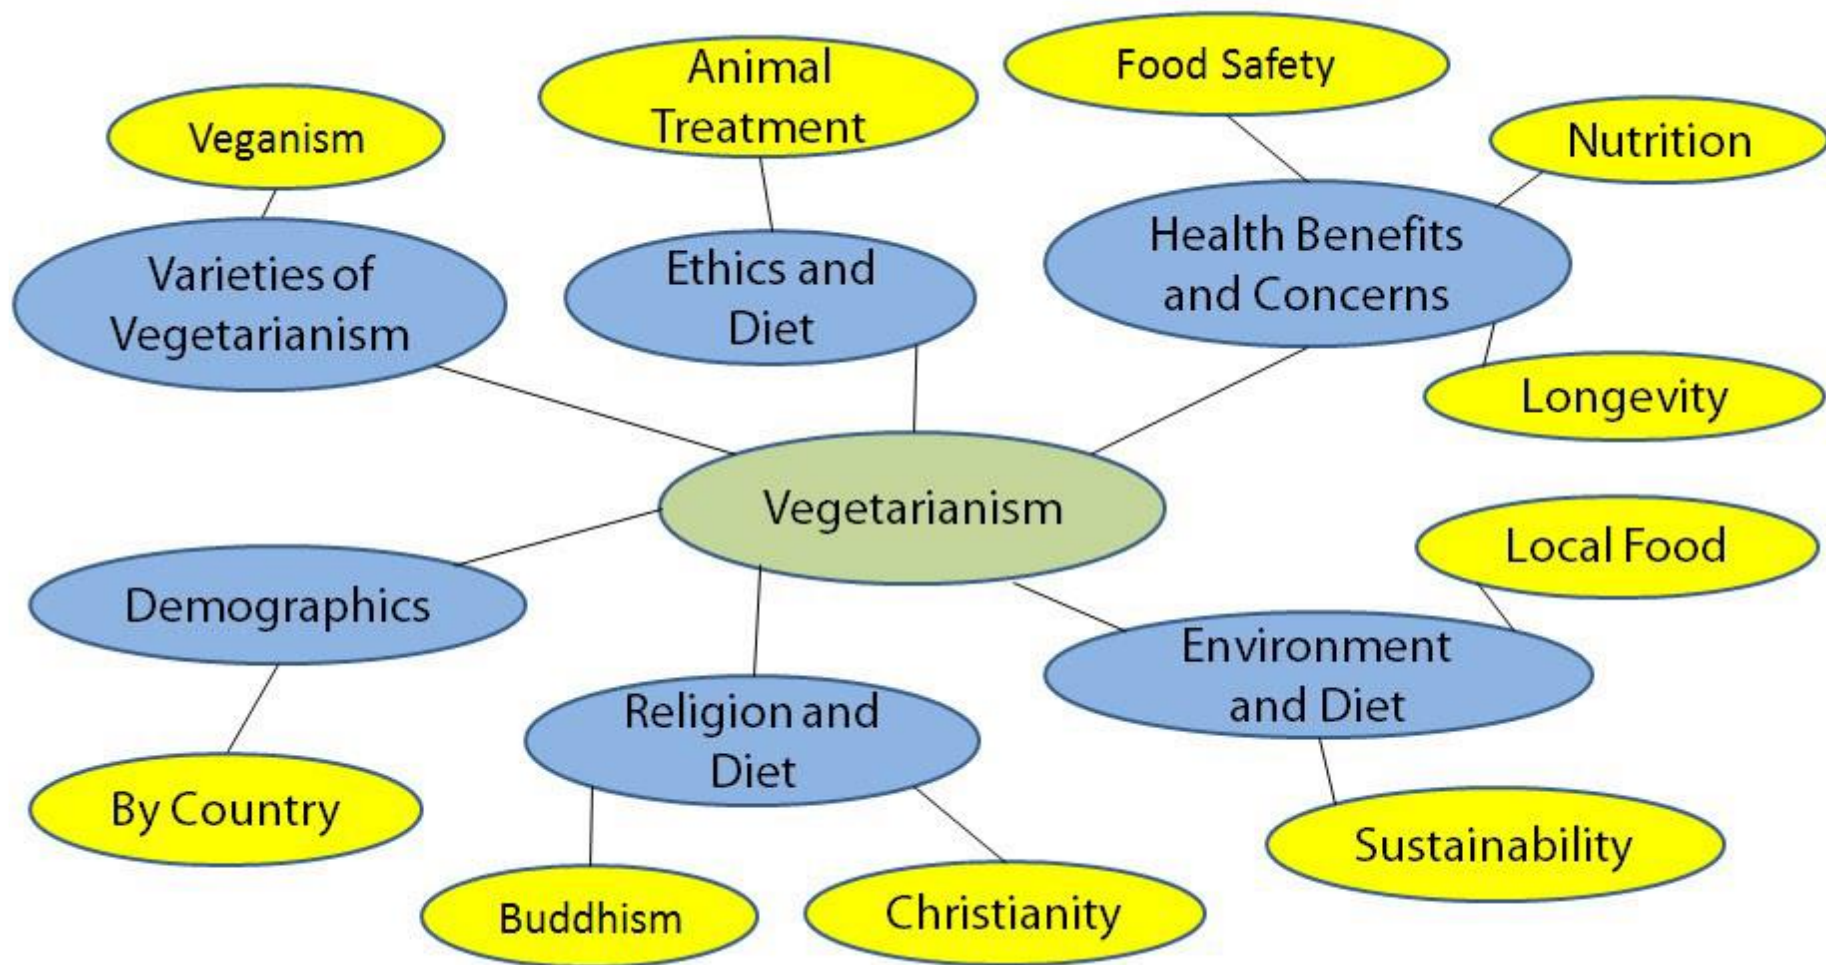 Animal
Treatment
Food Safety
Veganism
Nutrition
Varieties of
Vegetarianism
Ethics and
Diet
Health Benefits
and Concerns
Longevity
Vegetarianism
Local Food
Demographics
Religion and
Diet
Environment
and Diet
By Country
Buddhism
Christianity
Sustainability